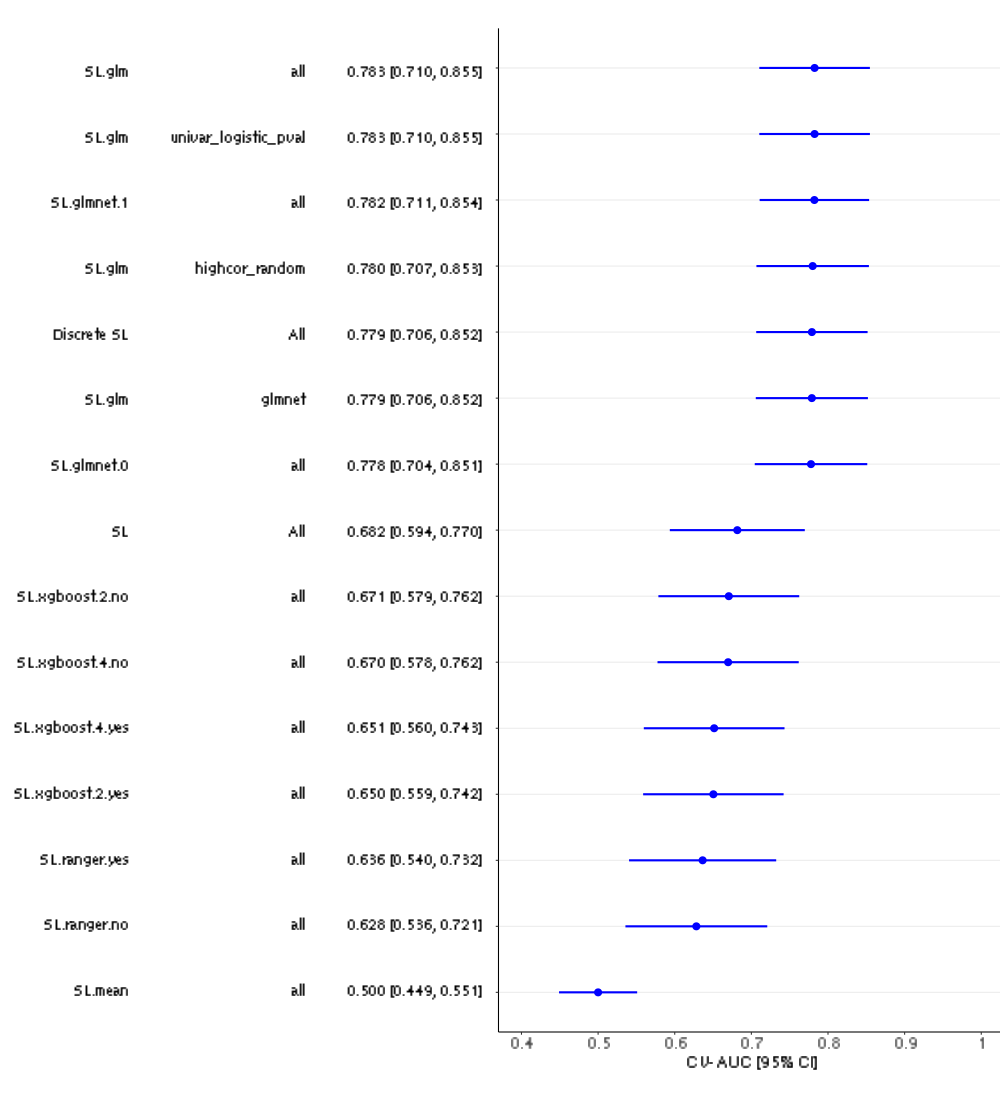 SL.glm all 0.783 [0.710, 0.855]
SL.glm univar_logistic_pval 0.783 [0.710, 0.855]
SL.glmnet.1 all 0.782 [0.711, 0.854]
SL.glm highcor_random 0.780 [0.707, 0.853]
Discrete SL All 0.779 [0.706, 0.852]
SL.glm glmnet 0.779 [0.706, 0.852]
SL.glmnet.0 all 0.778 [0.704, 0.851]
SL All 0.682 [0.594, 0.770]
SL.xgboost.2.no all 0.671 [0.579, 0.762]
SL.xgboost.4.no all 0.670 [0.578, 0.762]
SL.xgboost.4.yes all 0.651 [0.560, 0.743]
SL.xgboost.2.yes all 0.650 [0.559, 0.742]
SL.ranger.yes all 0.636 [0.540, 0.732]
SL.ranger.no all 0.628 [0.536, 0.721]
SL.mean all 0.500 [0.449, 0.551]
0.4 0.5 0.6 0.7 0.8 0.9 1
CV-AUC [95% CI]